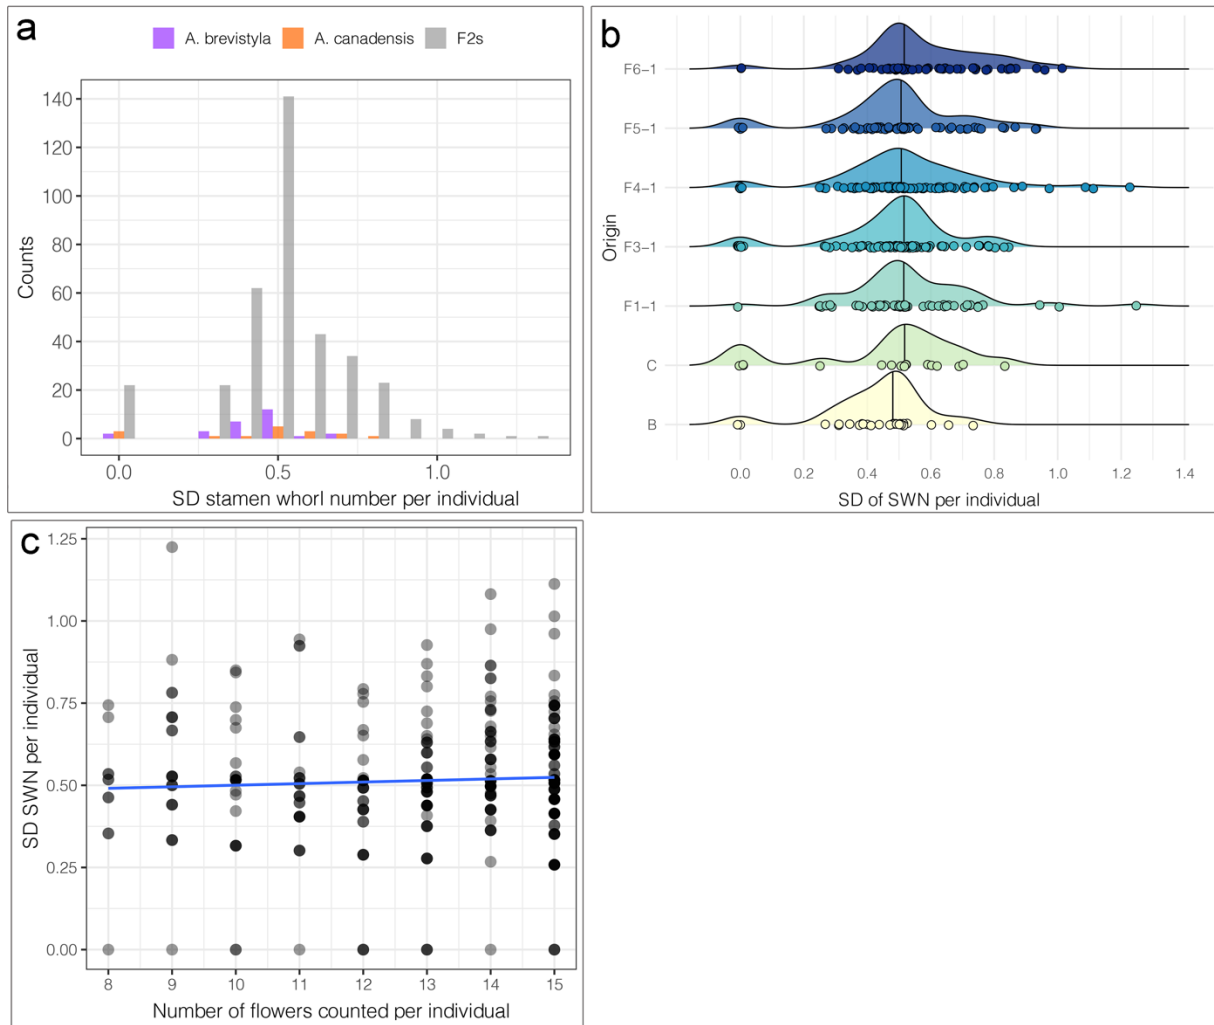 a
A. brevistyla A. canadensis F2s
140
120
100
80
60
40
20
0
Counts
0.0 0.5 1.0
SD stamen whorl number per individual
b
F6-1
F5-1
F4-1
F3-1
F1-1
C
B
Origin
0.0 0.2 0.4 0.6 0.8 1.0 1.2 1.4
SD of SWN per individual
c
1.25
1.00
0.75
0.50
0.25
0.00
SD SWN per individual
8 9 10 11 12 13 14 15
Number of flowers counted per individual